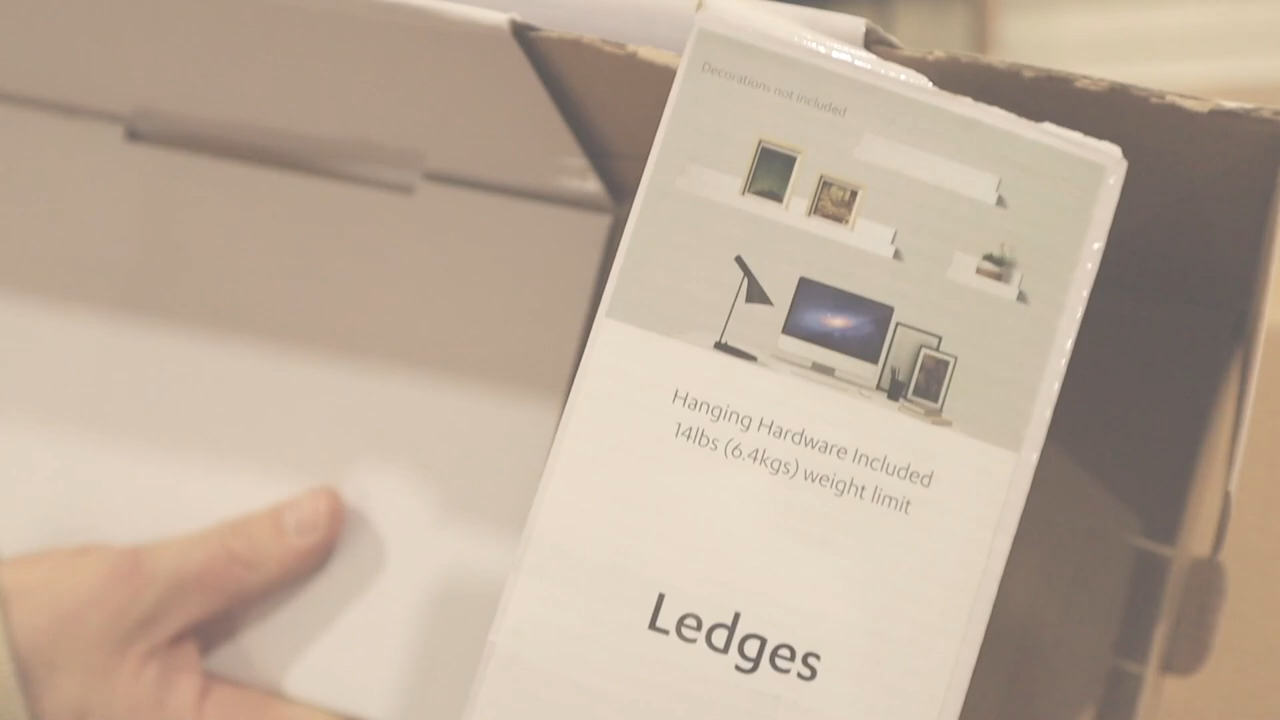 Decorations not included
Hanging Hardware Included
14lbs (6.4kgs) weight limit
Ledges